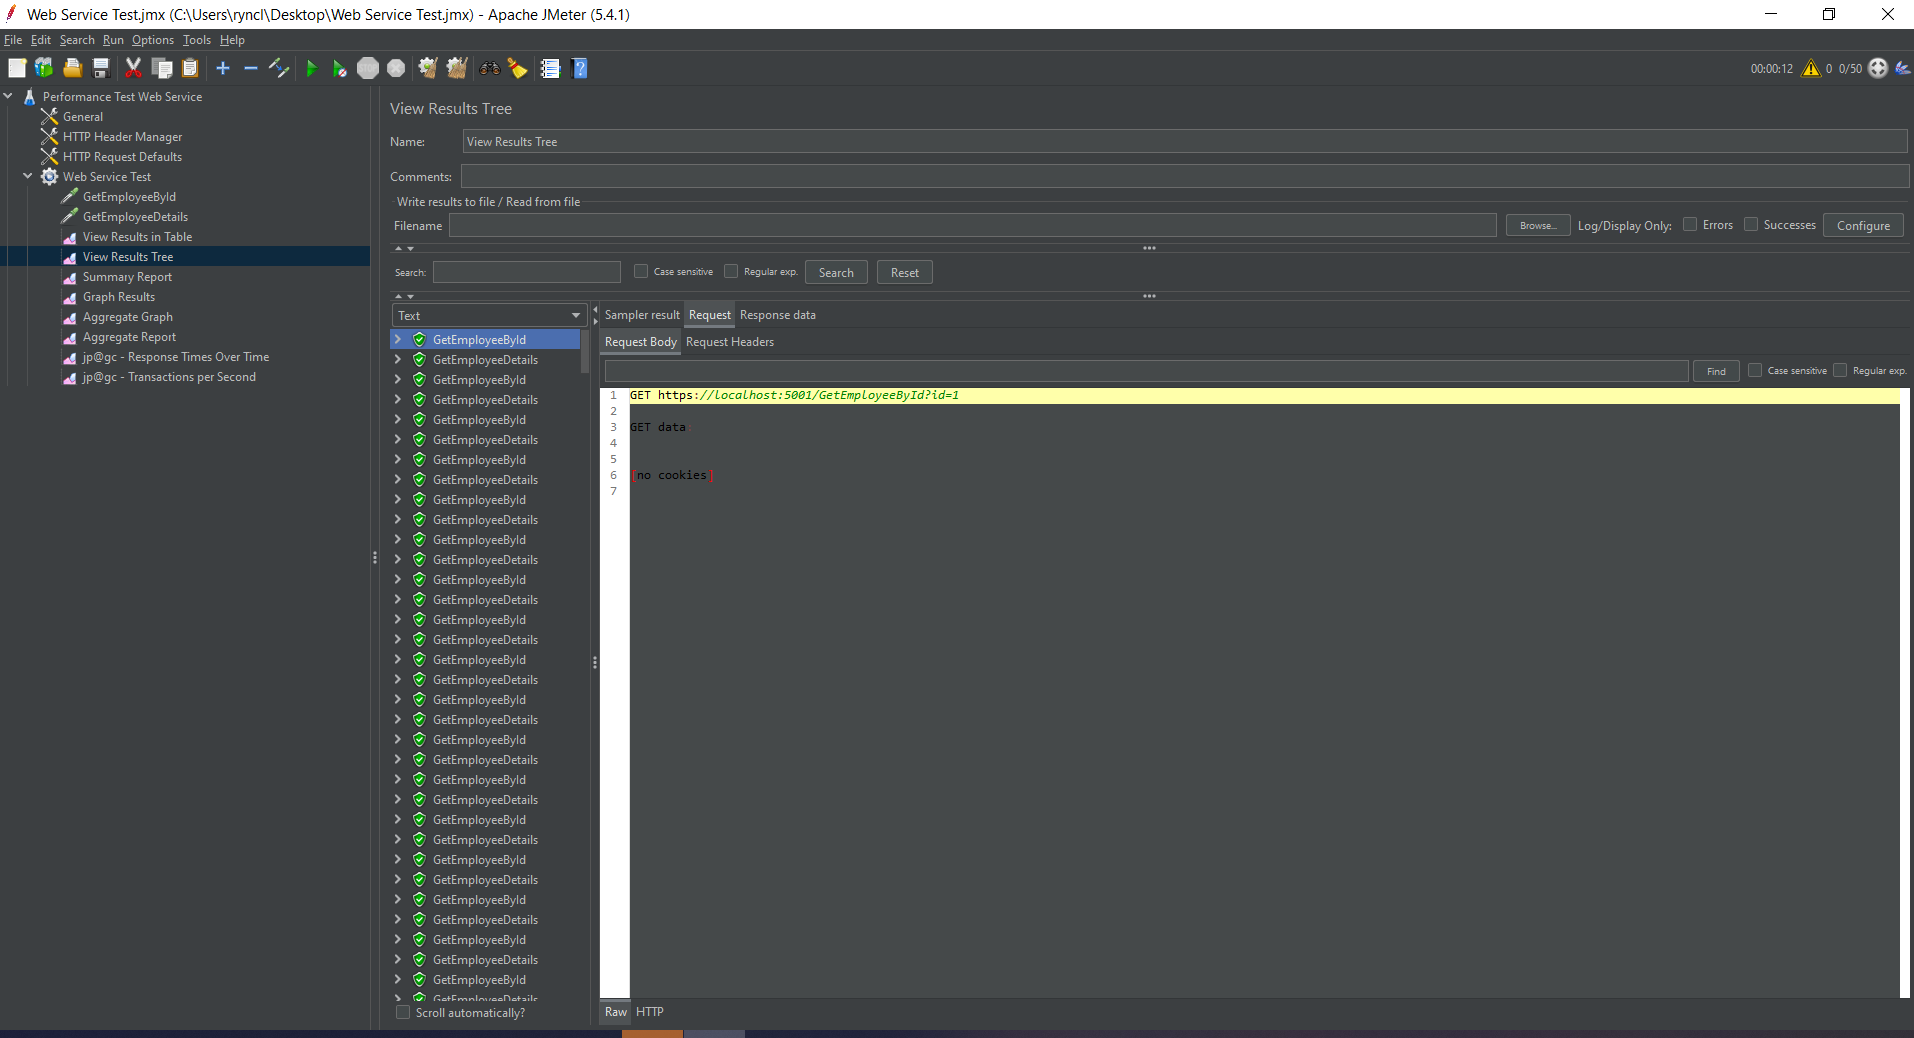 Web Service Test.jmx (C:\Users\ryncl\Desktop\Web Service Test.jmx) - Apache JMeter (5.4.1)
File Edit Search Run Options Tools Help
STOP
00:00:12 0 0/50
Performance Test Web Service
General
HTTP Header Manager
HTTP Request Defaults
Web Service Test
GetEmployeeById
GetEmployeeDetails
View Results in Table
View Results Tree
Summary Report
Graph Results
Aggregate Graph
Aggregate Report
jp@gc - Response Times Over Time
jp@gc - Transactions per Second
View Results Tree
Name: View Results Tree
Comments:
Write results to file / Read from file
Filename Browse... Log/Display Only: Errors Successes Configure
Search: Case sensitive Regular exp. Search Reset
Text
GetEmployeeById
GetEmployeeDetails
GetEmployeeById
GetEmployeeDetails
GetEmployeeById
GetEmployeeDetails
GetEmployeeById
GetEmployeeDetails
GetEmployeeById
GetEmployeeDetails
GetEmployeeById
GetEmployeeDetails
GetEmployeeById
GetEmployeeDetails
GetEmployeeById
GetEmployeeDetails
GetEmployeeById
GetEmployeeDetails
GetEmployeeById
GetEmployeeDetails
GetEmployeeById
GetEmployeeDetails
GetEmployeeById
GetEmployeeDetails
GetEmployeeById
GetEmployeeDetails
GetEmployeeById
GetEmployeeDetails
GetEmployeeById
GetEmployeeDetails
GetEmployeeById
GetEmployeeDetails
GetEmployeeById
GetEmployeeDetails
Scroll automatically?
Sampler result Request Response data
Request Body Request Headers
Find Case sensitive Regular exp.
1 GET https://localhost:5001/GetEmployeeById?id=1
2
3 GET data:
4
5
6 [no cookies]
7
Raw HTTP